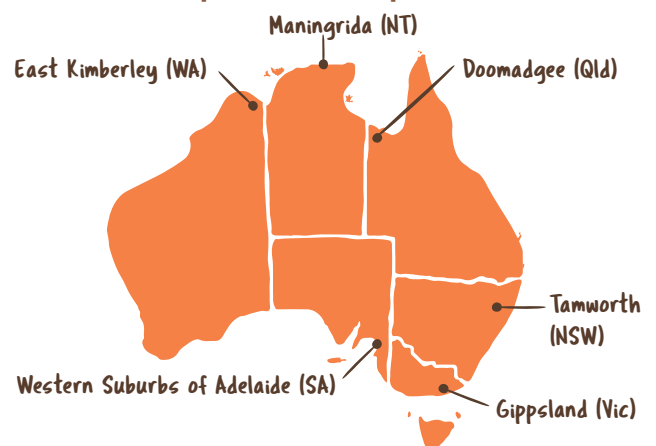 Maningrida (NT)
East Kimberley (WA)
Doomadgee (Qld)
Tamworth
(NSW)
Western Suburbs of Adelaide (SA)
Gippsland (Vic)